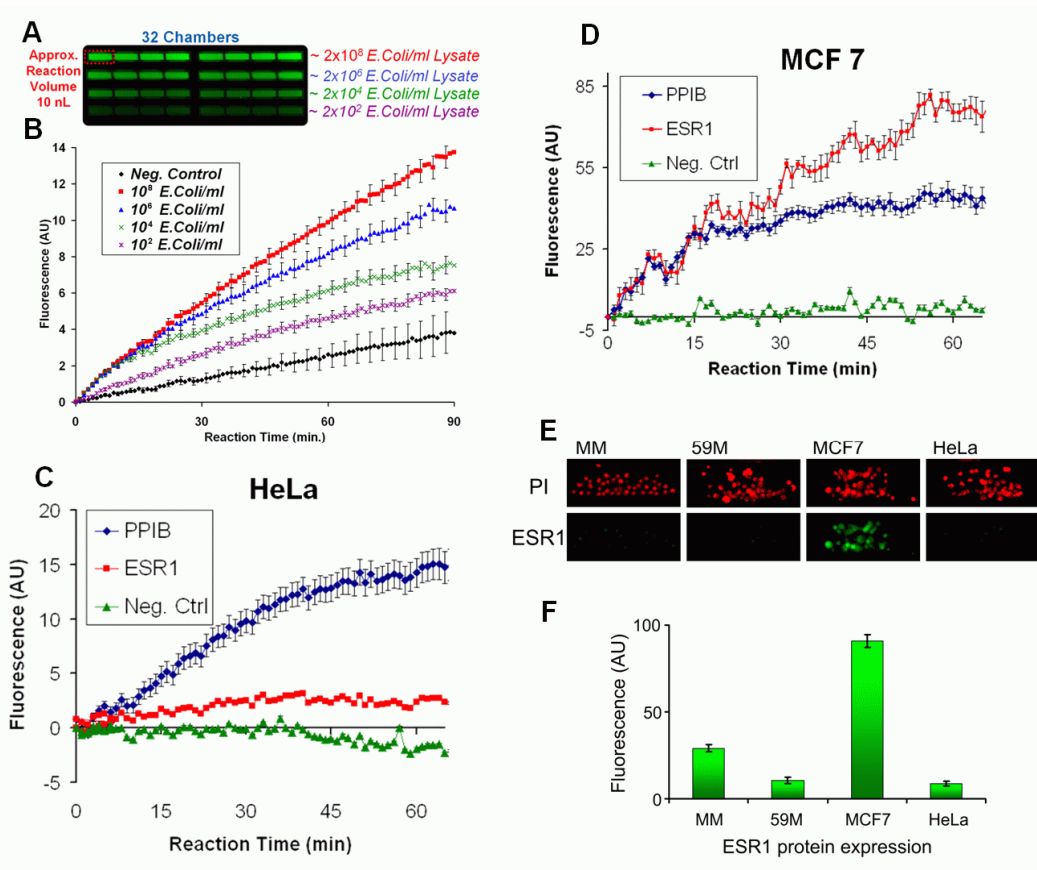 A
32 Chambers
Approx.
Reaction
Volume
10 nL
~ 2x10⁸ E.Coli/ml Lysate
~ 2x10⁶ E.Coli/ml Lysate
~ 2x10⁴ E.Coli/ml Lysate
~ 2x10² E.Coli/ml Lysate
B
14
12
10
8
6
4
2
0
Fluorescence (AU)
Neg. Control
10⁸ E.Coli/ml
10⁶ E.Coli/ml
10⁴ E.Coli/ml
10² E.Coli/ml
0
30
60
90
Reaction Time (min.)
C
HeLa
20
15
10
5
0
-5
Fluorescence (AU)
PPIB
ESR1
Neg. Ctrl
0
15
30
45
60
Reaction Time (min)
D
MCF 7
85
55
25
-5
Fluorescence (AU)
PPIB
ESR1
Neg. Ctrl
0
15
30
45
60
Reaction Time (min)
E
MM
59M
MCF7
HeLa
PI
ESR1
F
100
50
0
Fluorescence (AU)
MM
59M
MCF7
HeLa
ESR1 protein expression